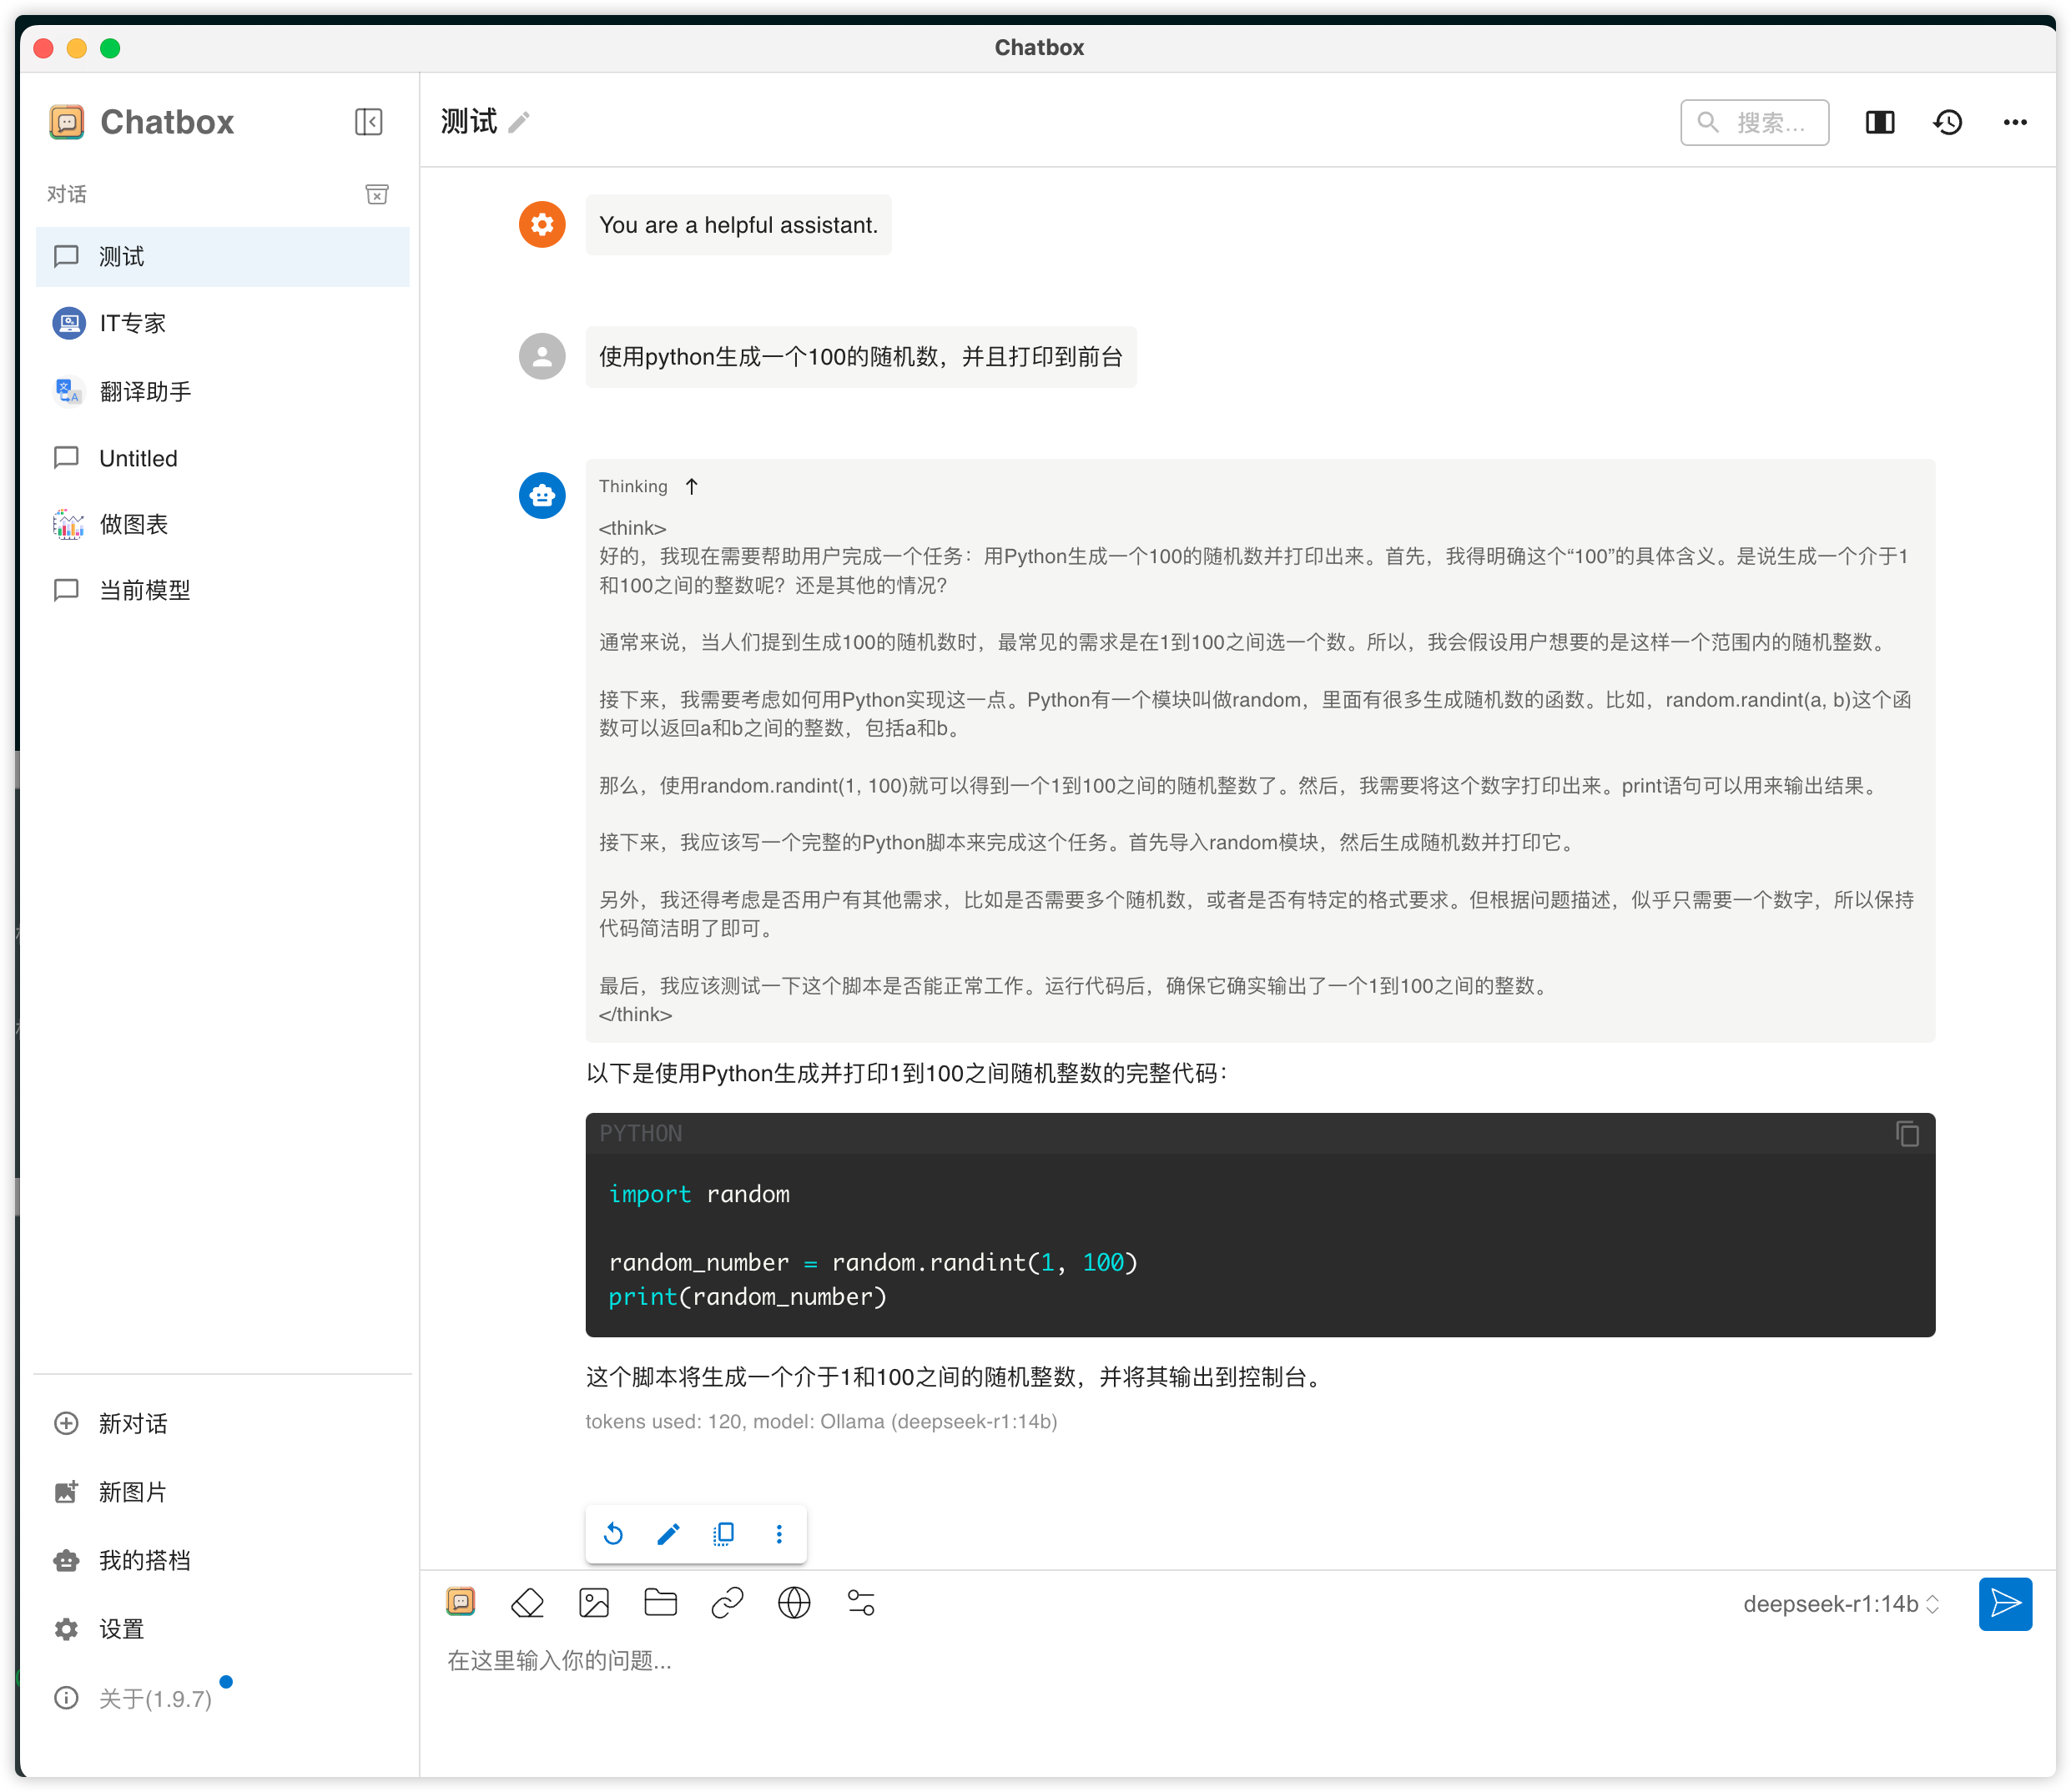 Chatbox
Chatbox
对话
测试
IT专家
翻译助手
Untitled
做图表
当前模型
新对话
新图片
我的搭档
设置
关于(1.9.7)
测试
搜索...
You are a helpful assistant.
使用python生成一个100的随机数，并且打印到前台
Thinking ↑
<think>
好的，我现在需要帮助用户完成一个任务：用Python生成一个100的随机数并打印出来。首先，我得明确这个“100”的具体含义。是说生成一个介于1
和100之间的整数呢？还是其他的情况？
通常来说，当人们提到生成100的随机数时，最常见的需求是在1到100之间选一个数。所以，我会假设用户想要的是这样一个范围内的随机整数。
接下来，我需要考虑如何用Python实现这一点。Python有一个模块叫做random，里面有很多生成随机数的函数。比如，random.randint(a, b)这个函
数可以返回a和b之间的整数，包括a和b。
那么，使用random.randint(1, 100)就可以得到一个1到100之间的随机整数了。然后，我需要将这个数字打印出来。print语句可以用来输出结果。
接下来，我应该写一个完整的Python脚本来完成这个任务。首先导入random模块，然后生成随机数并打印它。
另外，我还得考虑是否用户有其他需求，比如是否需要多个随机数，或者是否有特定的格式要求。但根据问题描述，似乎只需要一个数字，所以保持
代码简洁明了即可。
最后，我应该测试一下这个脚本是否能正常工作。运行代码后，确保它确实输出了一个1到100之间的整数。
</think>
以下是使用Python生成并打印1到100之间随机整数的完整代码：
PYTHON
import random
random_number = random.randint(1, 100)
print(random_number)
这个脚本将生成一个介于1和100之间的随机整数，并将其输出到控制台。
tokens used: 120, model: Ollama (deepseek-r1:14b)
deepseek-r1:14b
在这里输入你的问题...